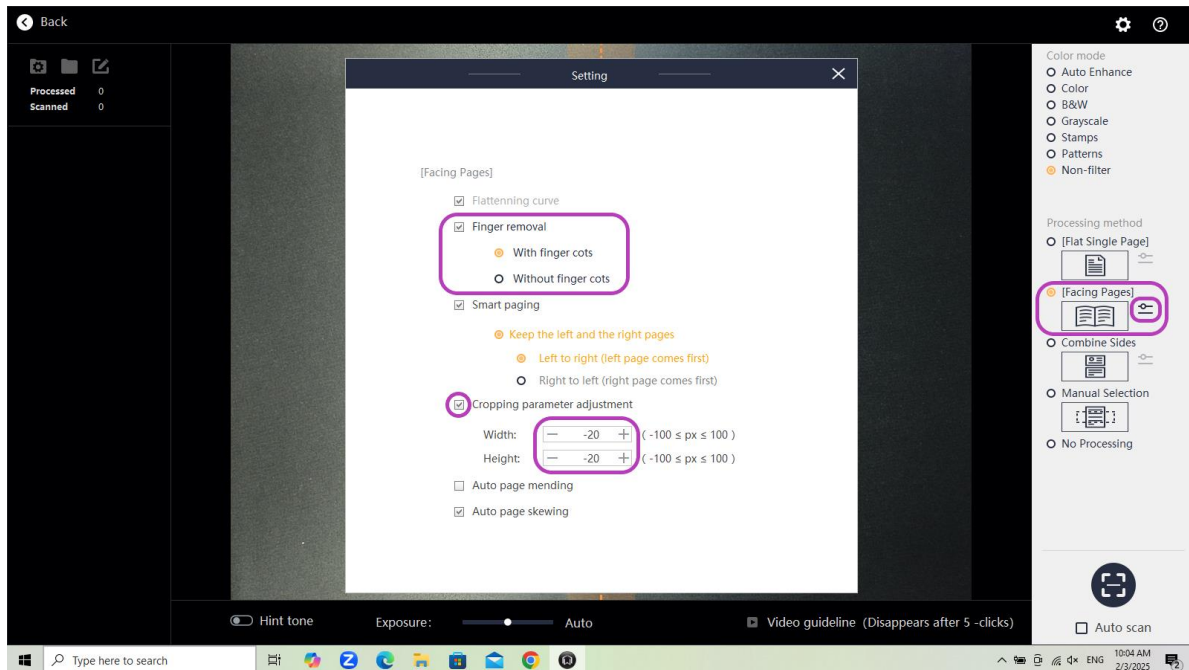 Back
Processed 0
Scanned 0
Setting
[Facing Pages]
Flattenning curve
Finger removal
With finger cots
Without finger cots
Smart paging
Keep the left and the right pages
Left to right (left page comes first)
Right to left (right page comes first)
Cropping parameter adjustment
Width: -20 ( -100 ≤ px ≤ 100 )
Height: -20 ( -100 ≤ px ≤ 100 )
Auto page mending
Auto page skewing
Color mode
Auto Enhance
Color
B&W
Grayscale
Stamps
Patterns
Non-filter
Processing method
[Flat Single Page]
[Facing Pages]
Combine Sides
Manual Selection
No Processing
Auto scan
Hint tone
Exposure: Auto
Video guideline (Disappears after 5 -clicks)
Type here to search
ENG
10:04 AM
2/3/2025
2